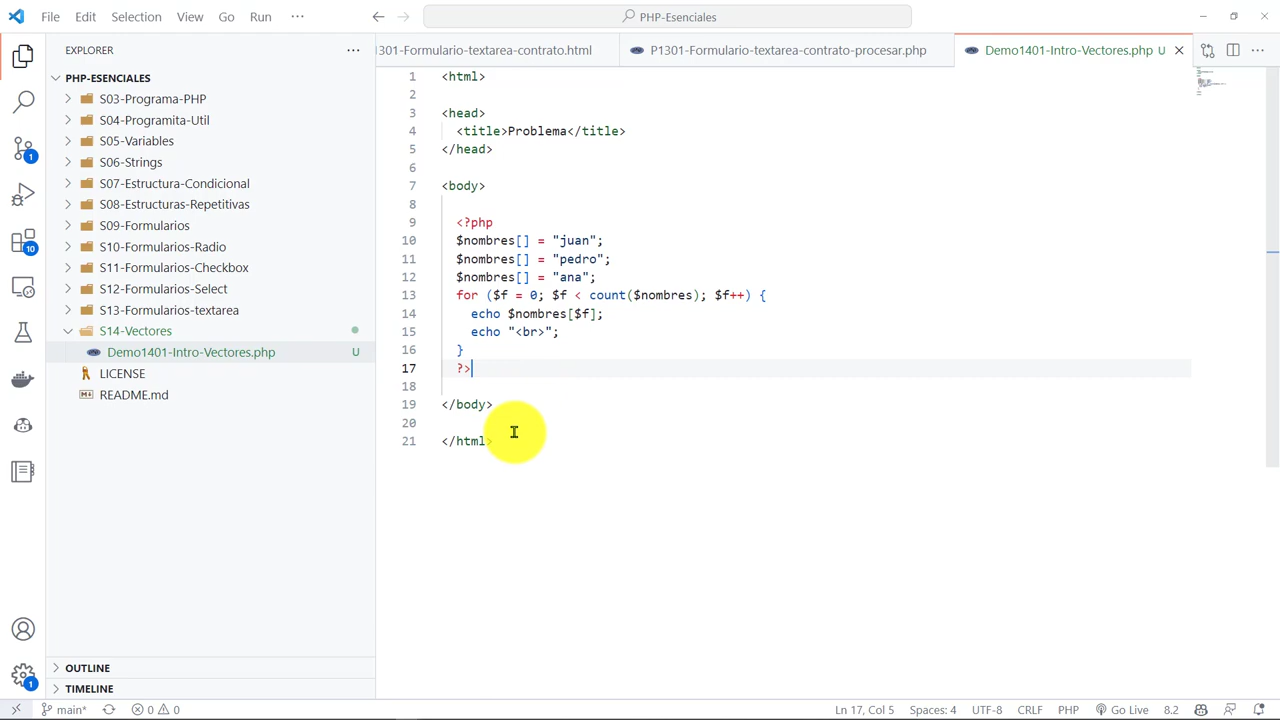 File Edit Selection View Go Run ··· PHP-Esenciales
EXPLORER ···
1301-Formulario-textarea-contrato.html P1301-Formulario-textarea-contrato-procesar.php Demo1401-Intro-Vectores.php U
PHP-ESENCIALES
S03-Programa-PHP
S04-Programita-Util
S05-Variables
S06-Strings
S07-Estructura-Condicional
S08-Estructuras-Repetitivas
S09-Formularios
S10-Formularios-Radio
S11-Formularios-Checkbox
S12-Formularios-Select
S13-Formularios-textarea
S14-Vectores
Demo1401-Intro-Vectores.php U
LICENSE
README.md
OUTLINE
TIMELINE
1 <html>
2
3 <head>
4 <title>Problema</title>
5 </head>
6
7 <body>
8
9 <?php
10 $nombres[] = "juan";
11 $nombres[] = "pedro";
12 $nombres[] = "ana";
13 for ($f = 0; $f < count($nombres); $f++) {
14 echo $nombres[$f];
15 echo "<br>";
16 }
17 ?>
18
19 </body>
20
21 </html>
1
10
1
main* 0 0 Ln 17, Col 5 Spaces: 4 UTF-8 CRLF PHP Go Live 8.2